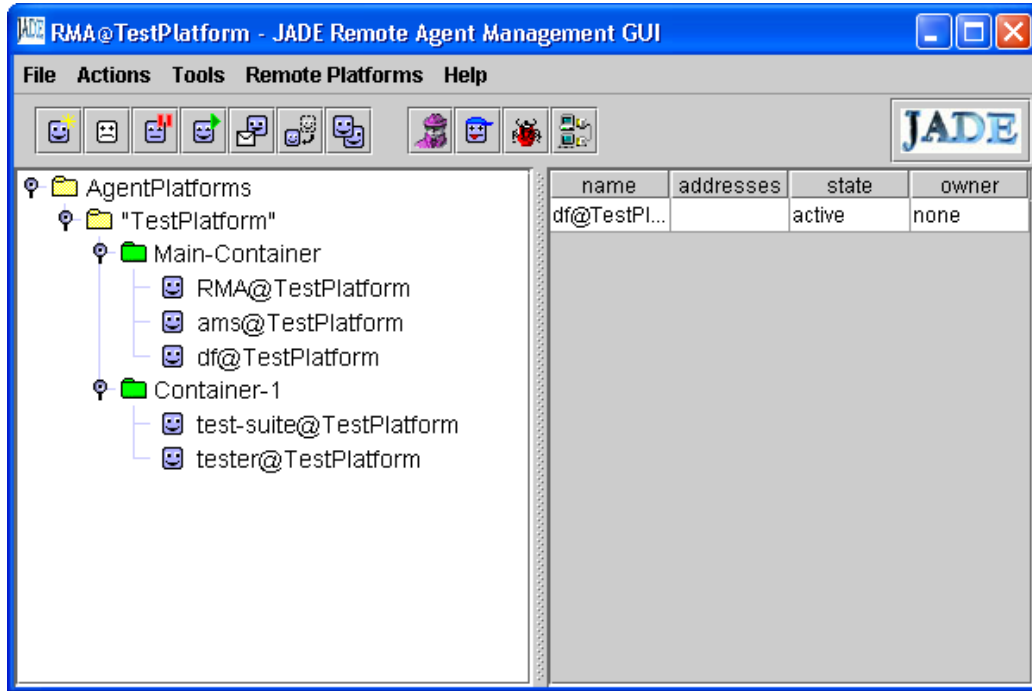 RMA@TestPlatform - JADE Remote Agent Management GUI
File Actions Tools Remote Platforms Help
JADE
AgentPlatforms
"TestPlatform"
Main-Container
RMA@TestPlatform
ams@TestPlatform
df@TestPlatform
Container-1
test-suite@TestPlatform
tester@TestPlatform
name addresses state owner
df@TestPl... active none